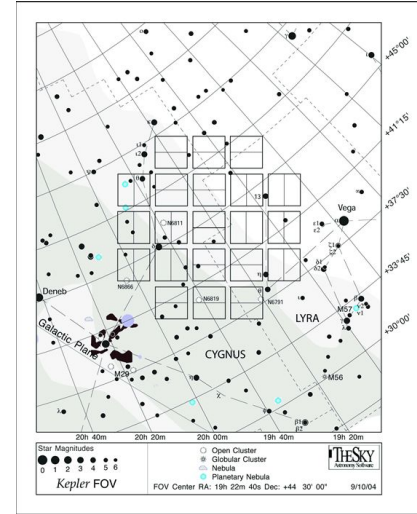 +45°00'
+41°15'
+37°30'
+33°45'
+30°00'
Vega
N6811
N6866
N6819
N6791
13
Deneb
Galactic Plane
LYRA
CYGNUS
M57
M56
M29
20h 40m
20h 20m
20h 00m
19h 40m
19h 20m
Star Magnitudes
0 1 2 3 4 5 6
Kepler FOV
Open Cluster
Globular Cluster
Nebula
Planetary Nebula
FOV Center RA: 19h 22m 40s Dec: +44 30' 00"
THESKY
Astronomy Software
9/10/04